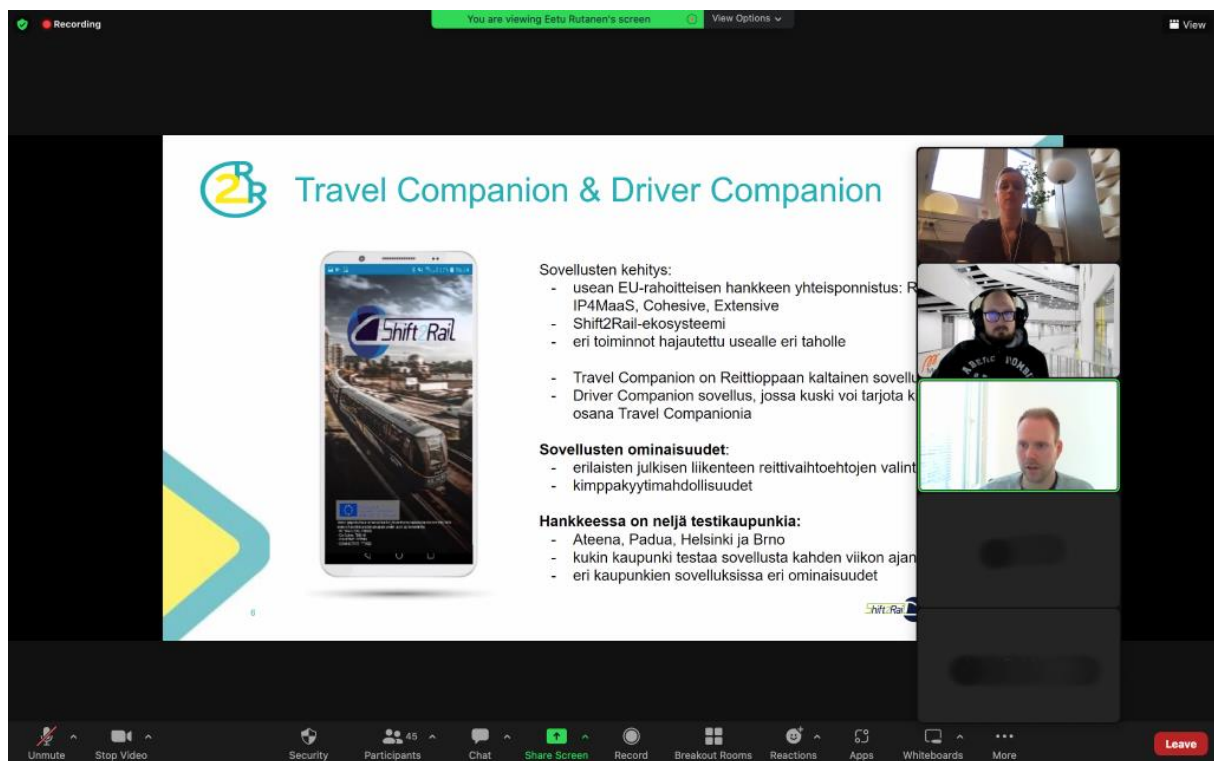 Recording
You are viewing Eetu Rutanen's screen
View Options
View
R
2
R
Travel Companion & Driver Companion
Shift2Rail
Sovellusten kehitys:
- usean EU-rahoitteisen hankkeen yhteisponnistus: R
IP4MaaS, Cohesive, Extensive
- Shift2Rail-ekosysteemi
- eri toiminnot hajautettu usealle eri taholle
- Travel Companion on Reittioppaan kaltainen sovellu
- Driver Companion sovellus, jossa kuski voi tarjota k
osana Travel Companionia
Sovellusten ominaisuudet:
- erilaisten julkisen liikenteen reittivaihtoehtojen valint
- kimppakyytimahdollisuudet
Hankkeessa on neljä testikaupunkia:
- Ateena, Padua, Helsinki ja Brno
- kukin kaupunki testaa sovellusta kahden viikon ajan
- eri kaupunkien sovelluksissa eri ominaisuudet
6
Shift2Rai
Unmute
Stop Video
Security
Participants
45
Chat
Share Screen
Record
Breakout Rooms
Reactions
Apps
Whiteboards
More
Leave